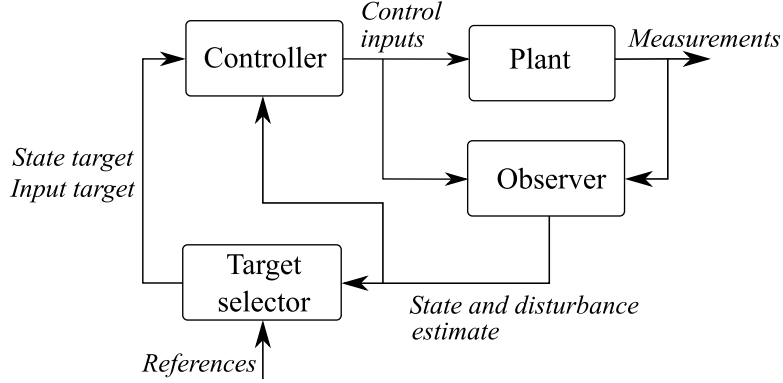 Control
inputs
Controller
Plant
Measurements
State target
Input target
Observer
Target
selector
State and disturbance
estimate
References